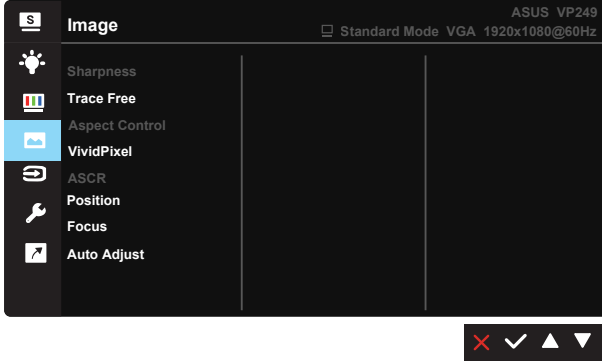 S
Image
ASUS VP249
Standard Mode VGA 1920x1080@60Hz
Sharpness
Trace Free
Aspect Control
VividPixel
ASCR
Position
Focus
Auto Adjust